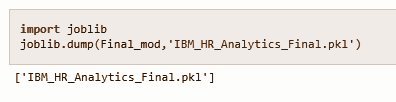 import joblib
joblib.dump(Final_mod,'IBM_HR_Analytics_Final.pkl')
['IBM_HR_Analytics_Final.pkl']